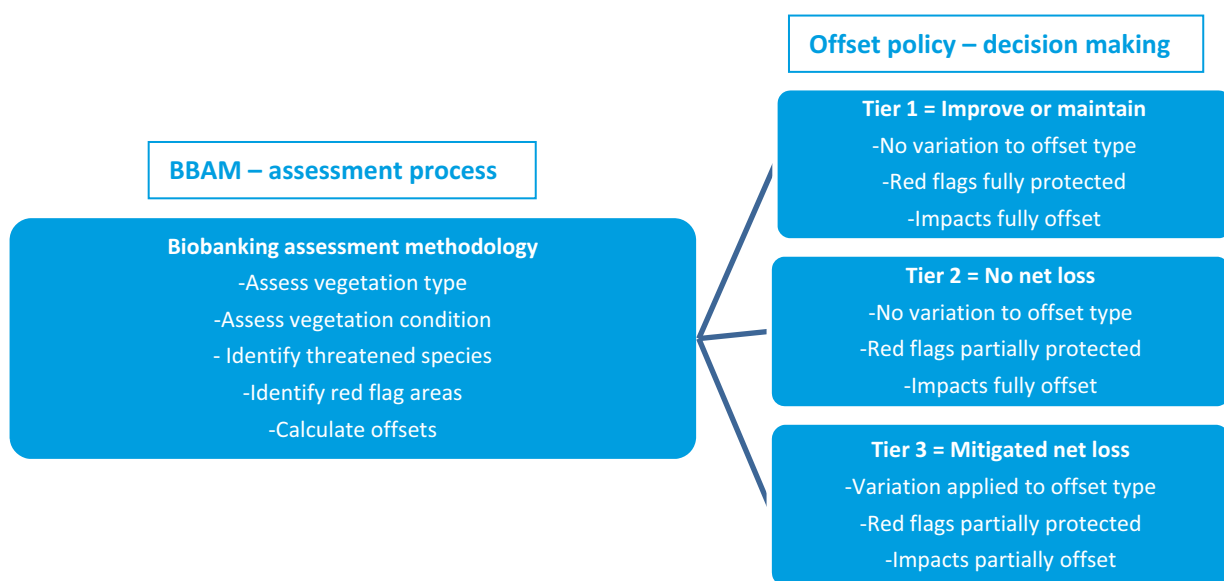 BBAM – assessment process
Biobanking assessment methodology
-Assess vegetation type
-Assess vegetation condition
- Identify threatened species
-Identify red flag areas
-Calculate offsets
Offset policy – decision making
Tier 1 = Improve or maintain
-No variation to offset type
-Red flags fully protected
-Impacts fully offset
Tier 2 = No net loss
-No variation to offset type
-Red flags partially protected
-Impacts fully offset
Tier 3 = Mitigated net loss
-Variation applied to offset type
-Red flags partially protected
-Impacts partially offset